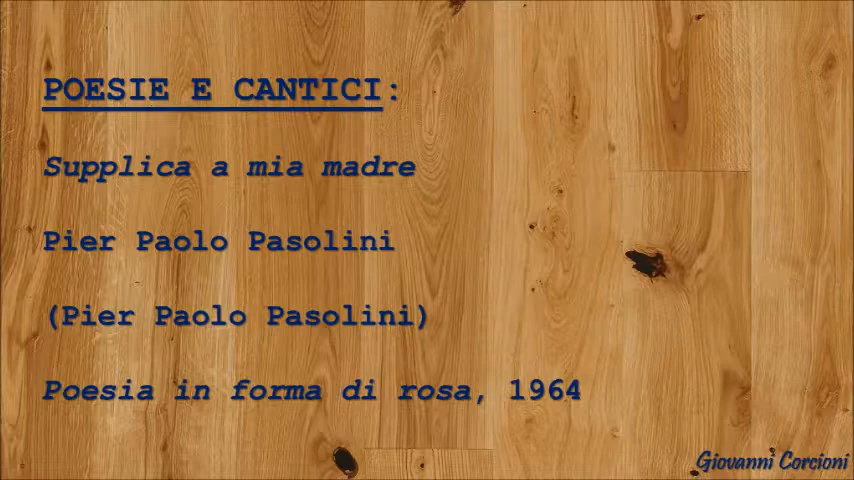 POESIE E CANTICI:
Supplica a mia madre
Pier Paolo Pasolini
(Pier Paolo Pasolini)
Poesia in forma di rosa, 1964
Giovanni Corcioni